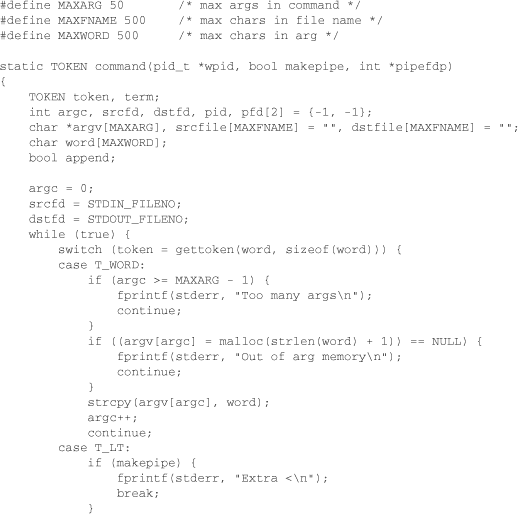 #define MAXARG 50        /* max args in command */
#define MAXFNAME 500     /* max chars in file name */
#define MAXWORD 500      /* max chars in arg */

static TOKEN command(pid_t *wpid, bool makepipe, int *pipefdp)
{
    TOKEN token, term;
    int argc, srcfd, dstfd, pid, pfd[2] = {-1, -1};
    char *argv[MAXARG], srcfile[MAXFNAME] = "", dstfile[MAXFNAME] = "";
    char word[MAXWORD];
    bool append;

    argc = 0;
    srcfd = STDIN_FILENO;
    dstfd = STDOUT_FILENO;
    while (true) {
        switch (token = gettoken(word, sizeof(word))) {
        case T_WORD:
            if (argc >= MAXARG - 1) {
                fprintf(stderr, "Too many args\n");
                continue;
            }
            if ((argv[argc] = malloc(strlen(word) + 1)) == NULL) {
                fprintf(stderr, "Out of arg memory\n");
                continue;
            }
            strcpy(argv[argc], word);
            argc++;
            continue;
        case T_LT:
            if (makepipe) {
                fprintf(stderr, "Extra <\n");
                break;
            }